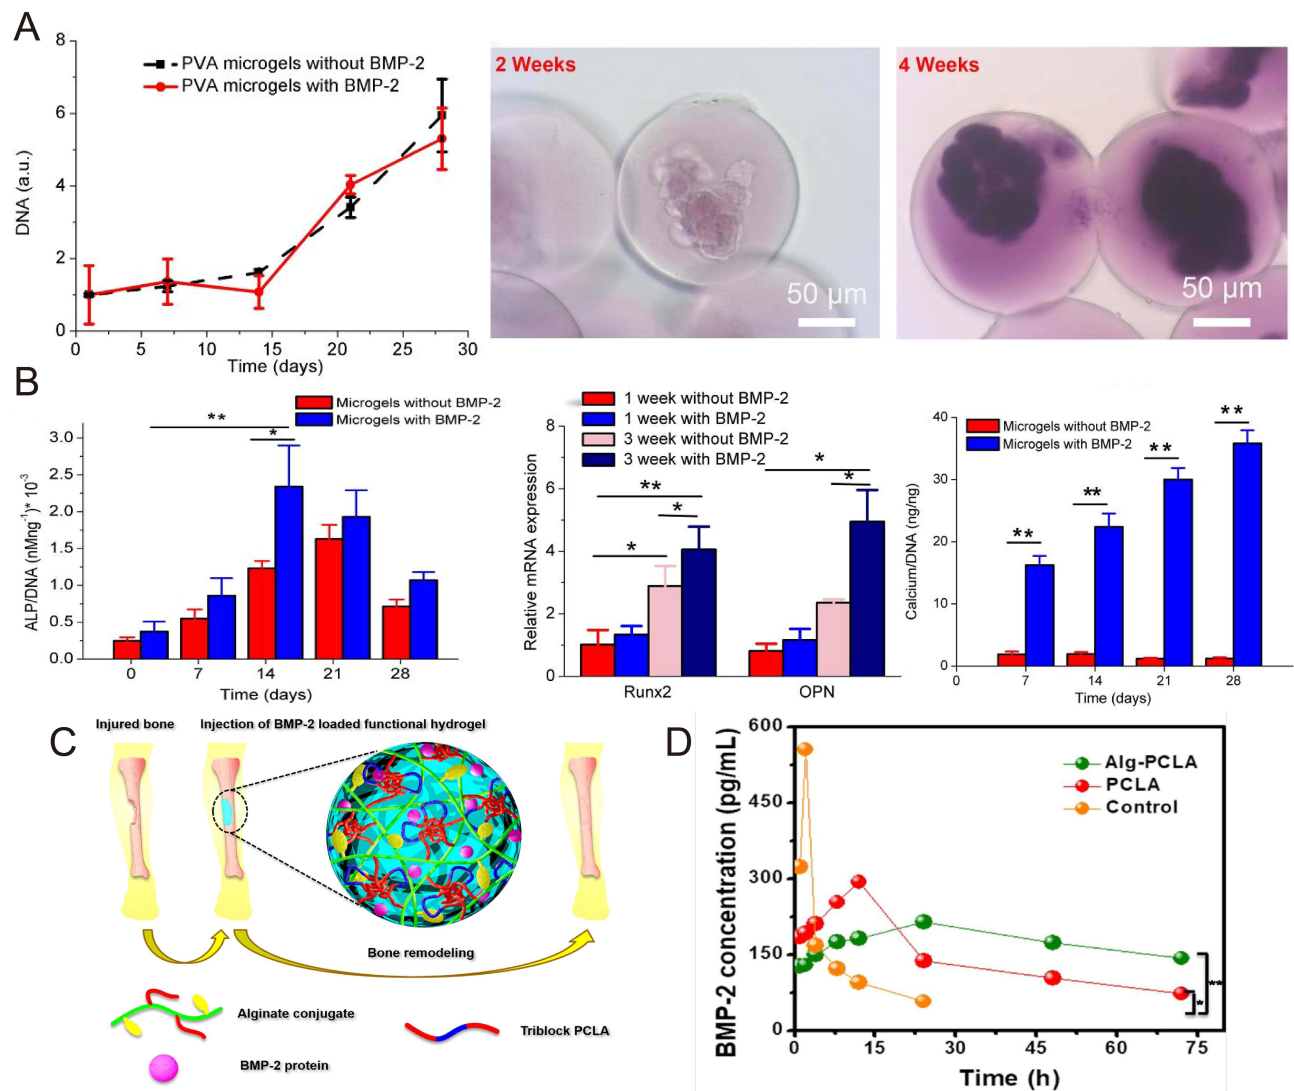 A
8
6
4
2
0
DNA (a.u.)
PVA microgels without BMP-2
PVA microgels with BMP-2
0 5 10 15 20 25 30
Time (days)
2 Weeks
50 µm
4 Weeks
50 µm
B
Microgels without BMP-2
Microgels with BMP-2
** *
3.0
2.5
2.0
1.5
1.0
0.5
0.0
ALP/DNA (nMng⁻¹)* 10⁻³
0 7 14 21 28
Time (days)
1 week without BMP-2
1 week with BMP-2
3 week without BMP-2
3 week with BMP-2
8
6
4
2
0
Relative mRNA expression
* ** * * *
Runx2 OPN
Microgels without BMP-2
Microgels with BMP-2
40
30
20
10
0
Calcium/DNA (ng/ng)
** ** ** **
0 7 14 21 28
Time (days)
C
Injured bone
Injection of BMP-2 loaded functional hydrogel
Bone remodeling
Alginate conjugate
Triblock PCLA
BMP-2 protein
D
600
450
300
150
0
BMP-2 concentration (pg/mL)
Alg-PCLA
PCLA
Control
**
*
0 15 30 45 60 75
Time (h)